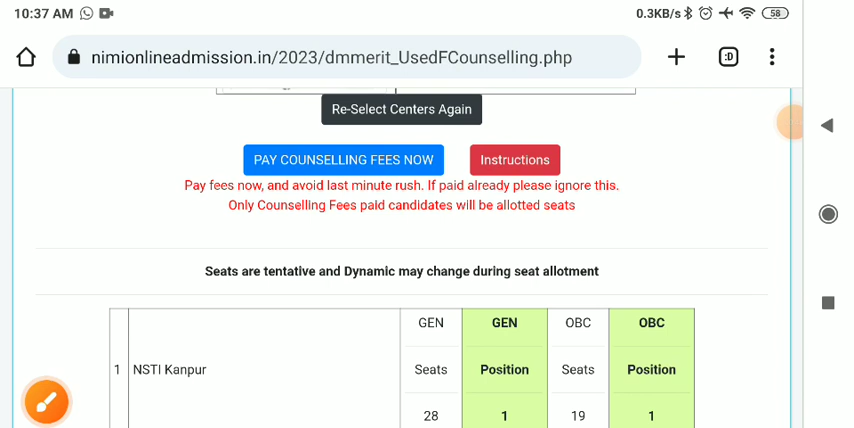 10:37 AM 0.3KB/s 58
nimionlineadmission.in/2023/dmmerit_UsedFCounselling.php :D
Re-Select Centers Again
PAY COUNSELLING FEES NOW Instructions
Pay fees now, and avoid last minute rush. If paid already please ignore this.
Only Counselling Fees paid candidates will be allotted seats
Seats are tentative and Dynamic may change during seat allotment
GEN GEN OBC OBC
1 NSTI Kanpur Seats Position Seats Position
28 1 19 1